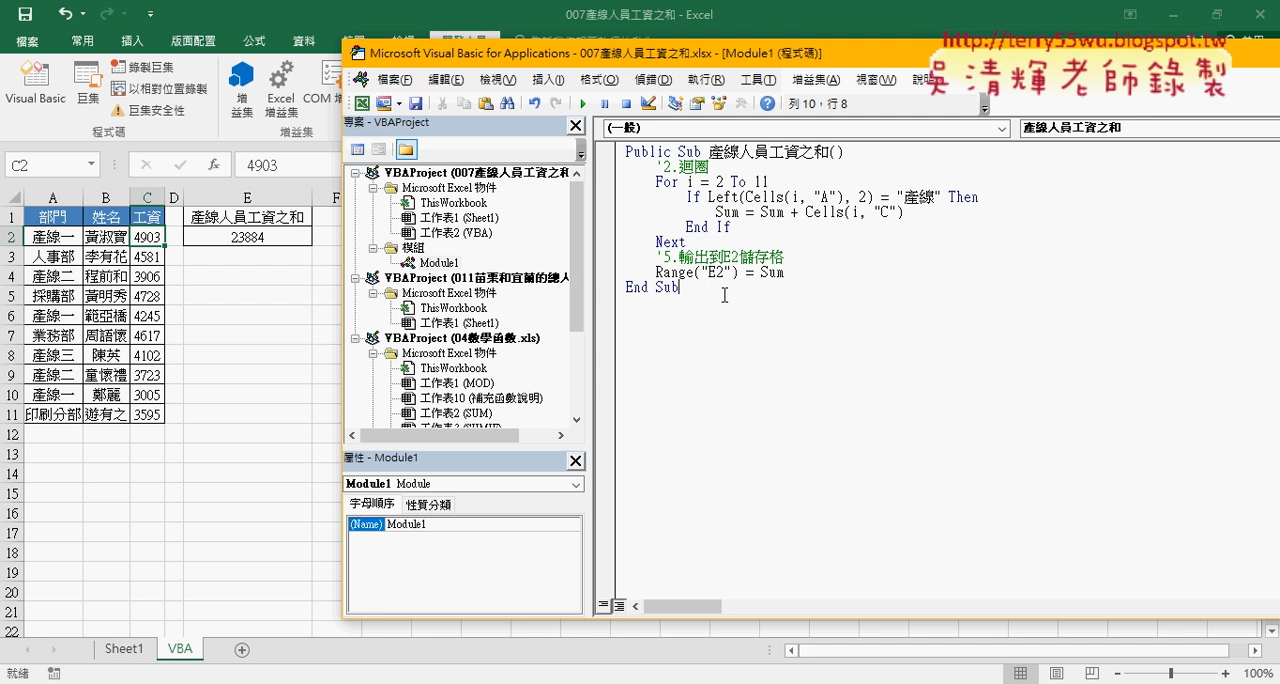 007產線人員工資之和 - Excel
檔案 常用 插入 版面配置 公式 資料
Visual Basic 巨集 錄製巨集 以相對位置錄製 巨集安全性 增益集 Excel 增益集 COM
程式碼 增益集
C2 fx 4903
A B C D E F
1 部門 姓名 工資 產線人員工資之和
2 產線一 黃淑寶 4903 23884
3 人事部 李有花 4581
4 產線二 程前和 3906
5 採購部 黃明秀 4728
6 產線一 範亞橋 4245
7 業務部 周語懷 4617
8 產線三 陳英 4102
9 產線二 童懷禮 3723
10 產線一 鄭麗 3005
11 印刷分部 遊有之 3595
12
13
14
15
16
17
18
19
20
21
22
Sheet1 VBA
就緒 100%
Microsoft Visual Basic for Applications - 007產線人員工資之和.xlsx - [Module1 (程式碼)]
http://terry55wu.blogspot.tw
吳清輝老師錄製
檔案(F) 編輯(E) 檢視(V) 插入(I) 格式(O) 偵錯(D) 執行(R) 工具(T) 增益集(A) 視窗(W)
列 10，行 8
專案 - VBAProject
VBAProject (007產線人員工資之和
Microsoft Excel 物件
ThisWorkbook
工作表1 (Sheet1)
工作表2 (VBA)
模組
Module1
VBAProject (011苗栗和宜蘭的總人
Microsoft Excel 物件
ThisWorkbook
工作表1 (Sheet1)
VBAProject (04數學函數.xls)
Microsoft Excel 物件
ThisWorkbook
工作表1 (MOD)
工作表10 (補充函數說明)
工作表2 (SUM)
屬性 - Module1
Module1 Module
字母順序 性質分類
(Name) Module1
(一般) 產線人員工資之和
Public Sub 產線人員工資之和()
'2.迴圈
For i = 2 To 11
If Left(Cells(i, "A"), 2) = "產線" Then
Sum = Sum + Cells(i, "C")
End If
Next
'5.輸出到E2儲存格
Range("E2") = Sum
End Sub